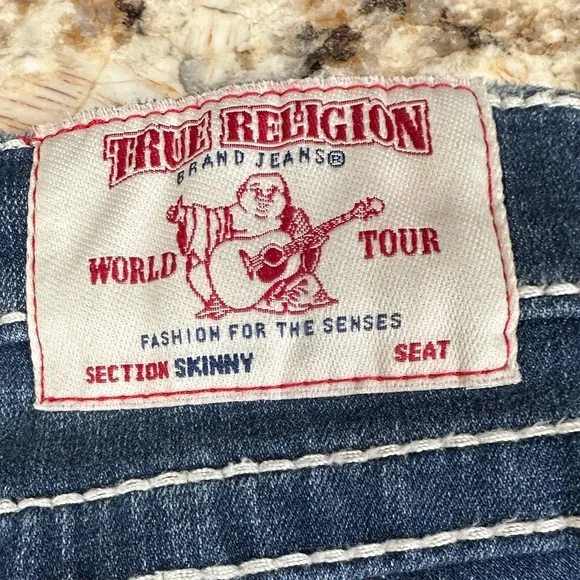 TRUE RELIGION
BRAND JEANS®
WORLD TOUR
FASHION FOR THE SENSES
SECTION SKINNY SEAT